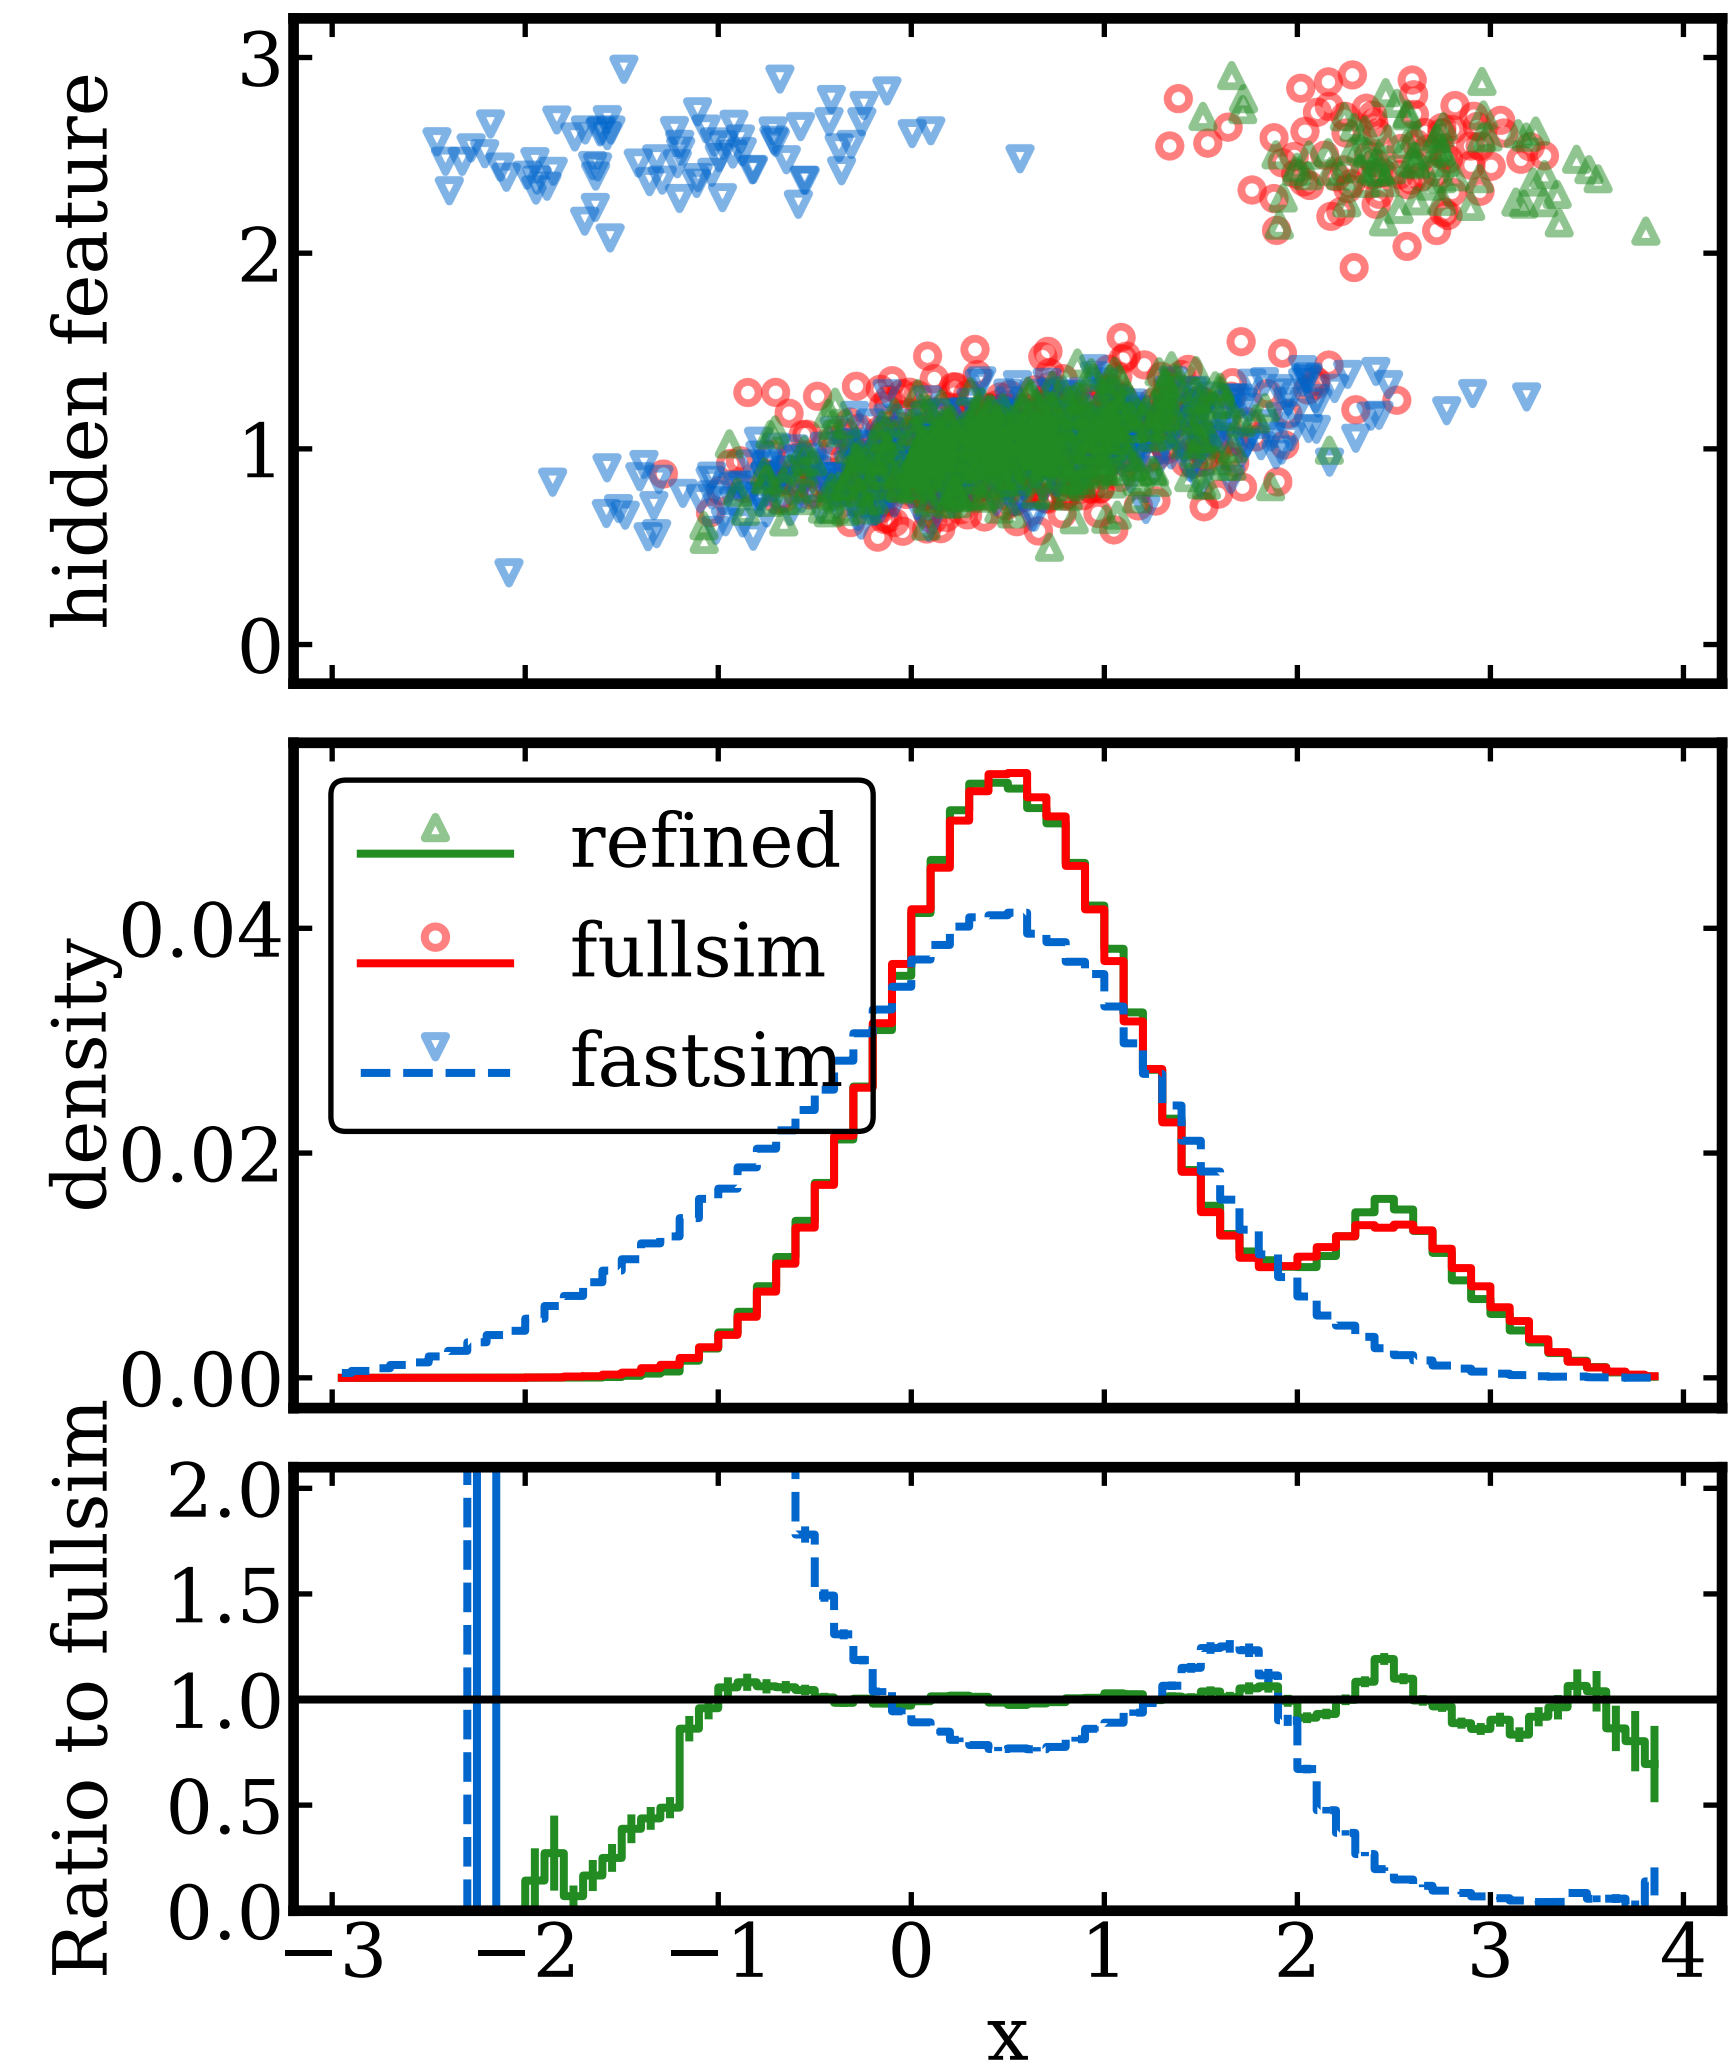 hidden feature
3
2
1
0
density
0.04
0.02
0.00
refined
fullsim
fastsim
Ratio to fullsim
2.0
1.5
1.0
0.5
0.0
−3 −2 −1 0 1 2 3 4
x